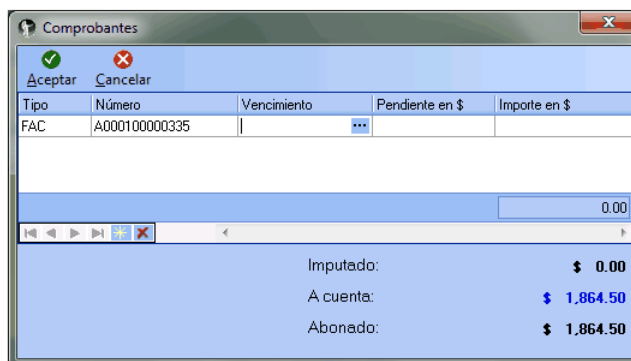 Comprobantes
Aceptar Cancelar
Tipo Número Vencimiento Pendiente en $ Importe en $
FAC A000100000335
0.00
Imputado: $ 0.00
A cuenta: $ 1,864.50
Abonado: $ 1,864.50